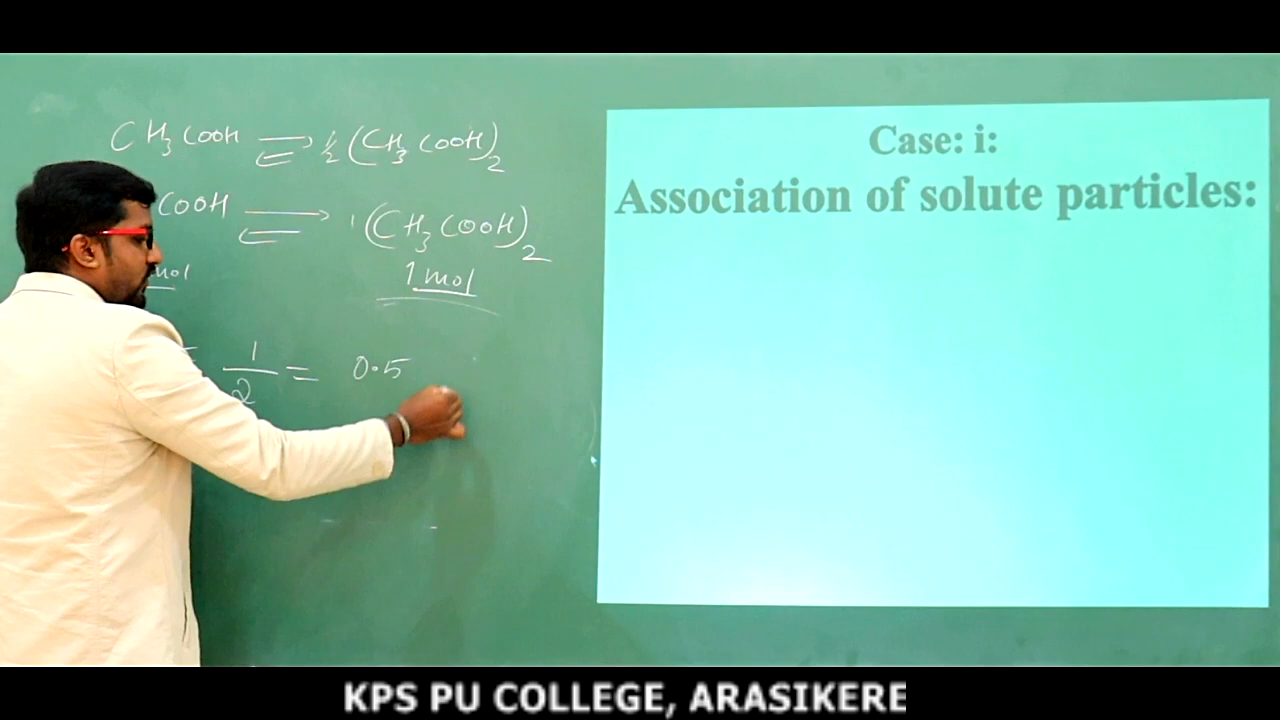 CH3COOH ⇌ ½ (CH3COOH)2
COOH ⇌ 1 (CH3COOH)2
mol 1 mol
= 1/2 = 0.5
Case: i:
Association of solute particles:
KPS PU COLLEGE, ARASIKERE